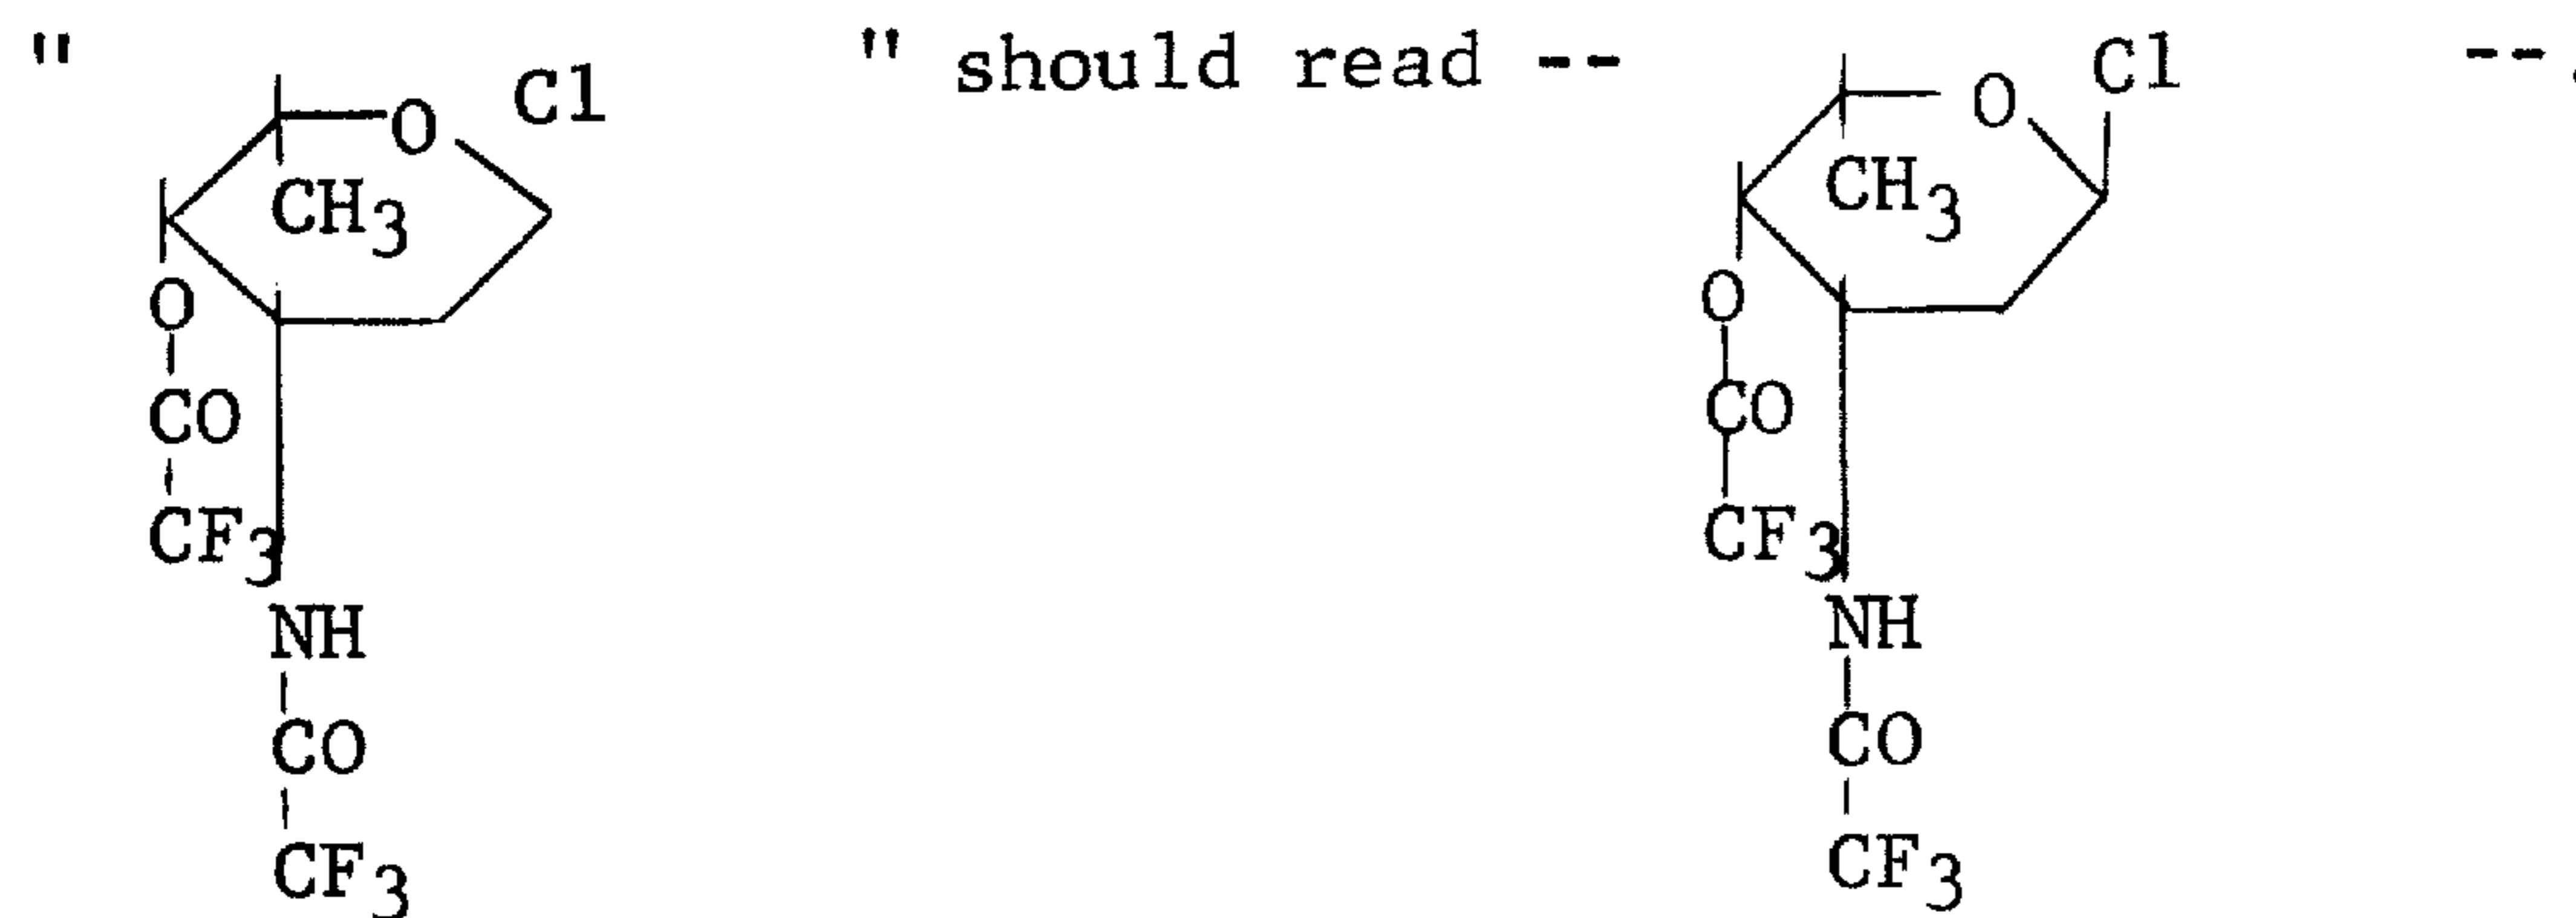 " Cl " should read -- Cl --.
O O
CH3 CH3
O O
CO CO
CF3 CF3
NH NH
CO CO
CF3 CF3